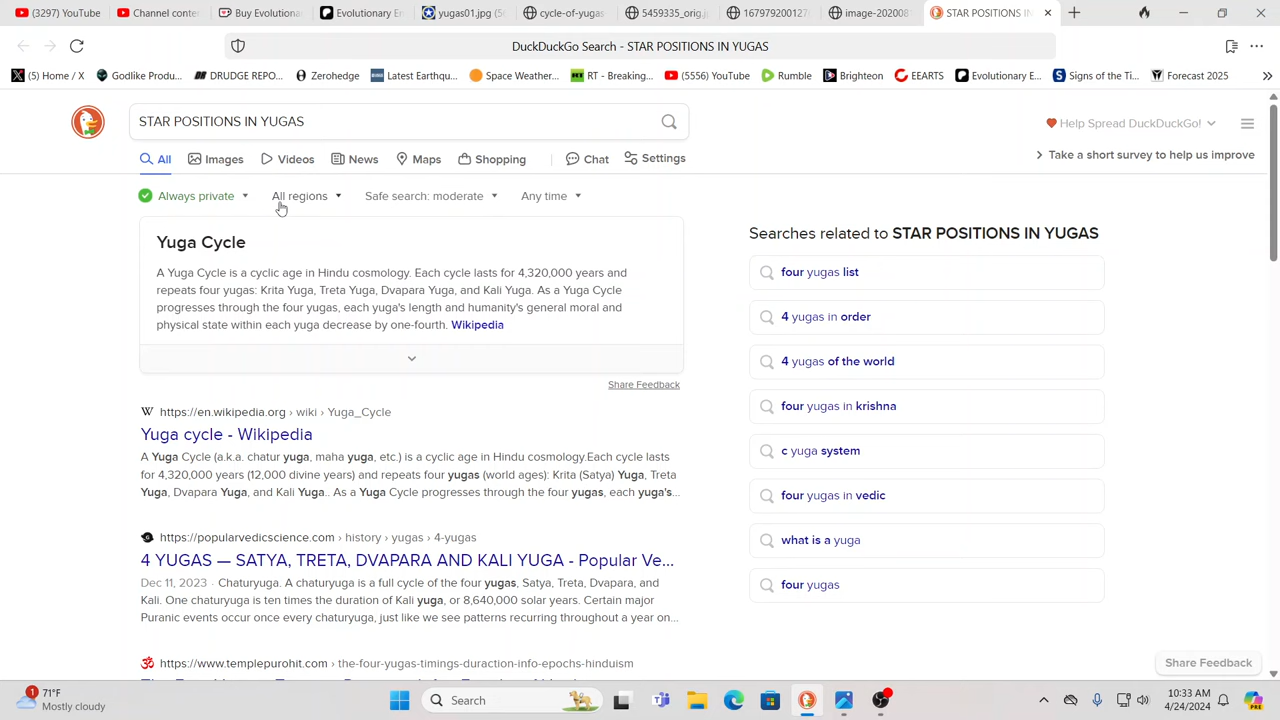 (3297) YouTube
Channel conten
Buy Evolutionar
Evolutionary En
yugas01.jpg (5
cycle-of-yugas
5459335_orig.j
1679792001276
image-202008
STAR POSITIONS IN
DuckDuckGo Search - STAR POSITIONS IN YUGAS
(5) Home / X
Godlike Produ...
DRUDGE REPO...
Zerohedge
Latest Earthqu...
Space Weather...
RT - Breaking...
(5556) YouTube
Rumble
Brighteon
EEARTS
Evolutionary E...
Signs of the Ti...
Forecast 2025
STAR POSITIONS IN YUGAS
Help Spread DuckDuckGo!
All
Images
Videos
News
Maps
Shopping
Chat
Settings
Take a short survey to help us improve
Always private
All regions
Safe search: moderate
Any time
Yuga Cycle
A Yuga Cycle is a cyclic age in Hindu cosmology. Each cycle lasts for 4,320,000 years and
repeats four yugas: Krita Yuga, Treta Yuga, Dvapara Yuga, and Kali Yuga. As a Yuga Cycle
progresses through the four yugas, each yuga's length and humanity's general moral and
physical state within each yuga decrease by one-fourth. Wikipedia
Share Feedback
https://en.wikipedia.org › wiki › Yuga_Cycle
Yuga cycle - Wikipedia
A Yuga Cycle (a.k.a. chatur yuga, maha yuga, etc.) is a cyclic age in Hindu cosmology.Each cycle lasts
for 4,320,000 years (12,000 divine years) and repeats four yugas (world ages): Krita (Satya) Yuga, Treta
Yuga, Dvapara Yuga, and Kali Yuga.. As a Yuga Cycle progresses through the four yugas, each yuga's...
https://popularvedicscience.com › history › yugas › 4-yugas
4 YUGAS — SATYA, TRETA, DVAPARA AND KALI YUGA - Popular Ve...
Dec 11, 2023 · Chaturyuga. A chaturyuga is a full cycle of the four yugas, Satya, Treta, Dvapara, and
Kali. One chaturyuga is ten times the duration of Kali yuga, or 8,640,000 solar years. Certain major
Puranic events occur once every chaturyuga, just like we see patterns recurring throughout a year on...
https://www.templepurohit.com › the-four-yugas-timings-duraction-info-epochs-hinduism
Searches related to STAR POSITIONS IN YUGAS
four yugas list
4 yugas in order
4 yugas of the world
four yugas in krishna
c yuga system
four yugas in vedic
what is a yuga
four yugas
Share Feedback
1
71°F
Mostly cloudy
Search
10:33 AM
4/24/2024
PRE